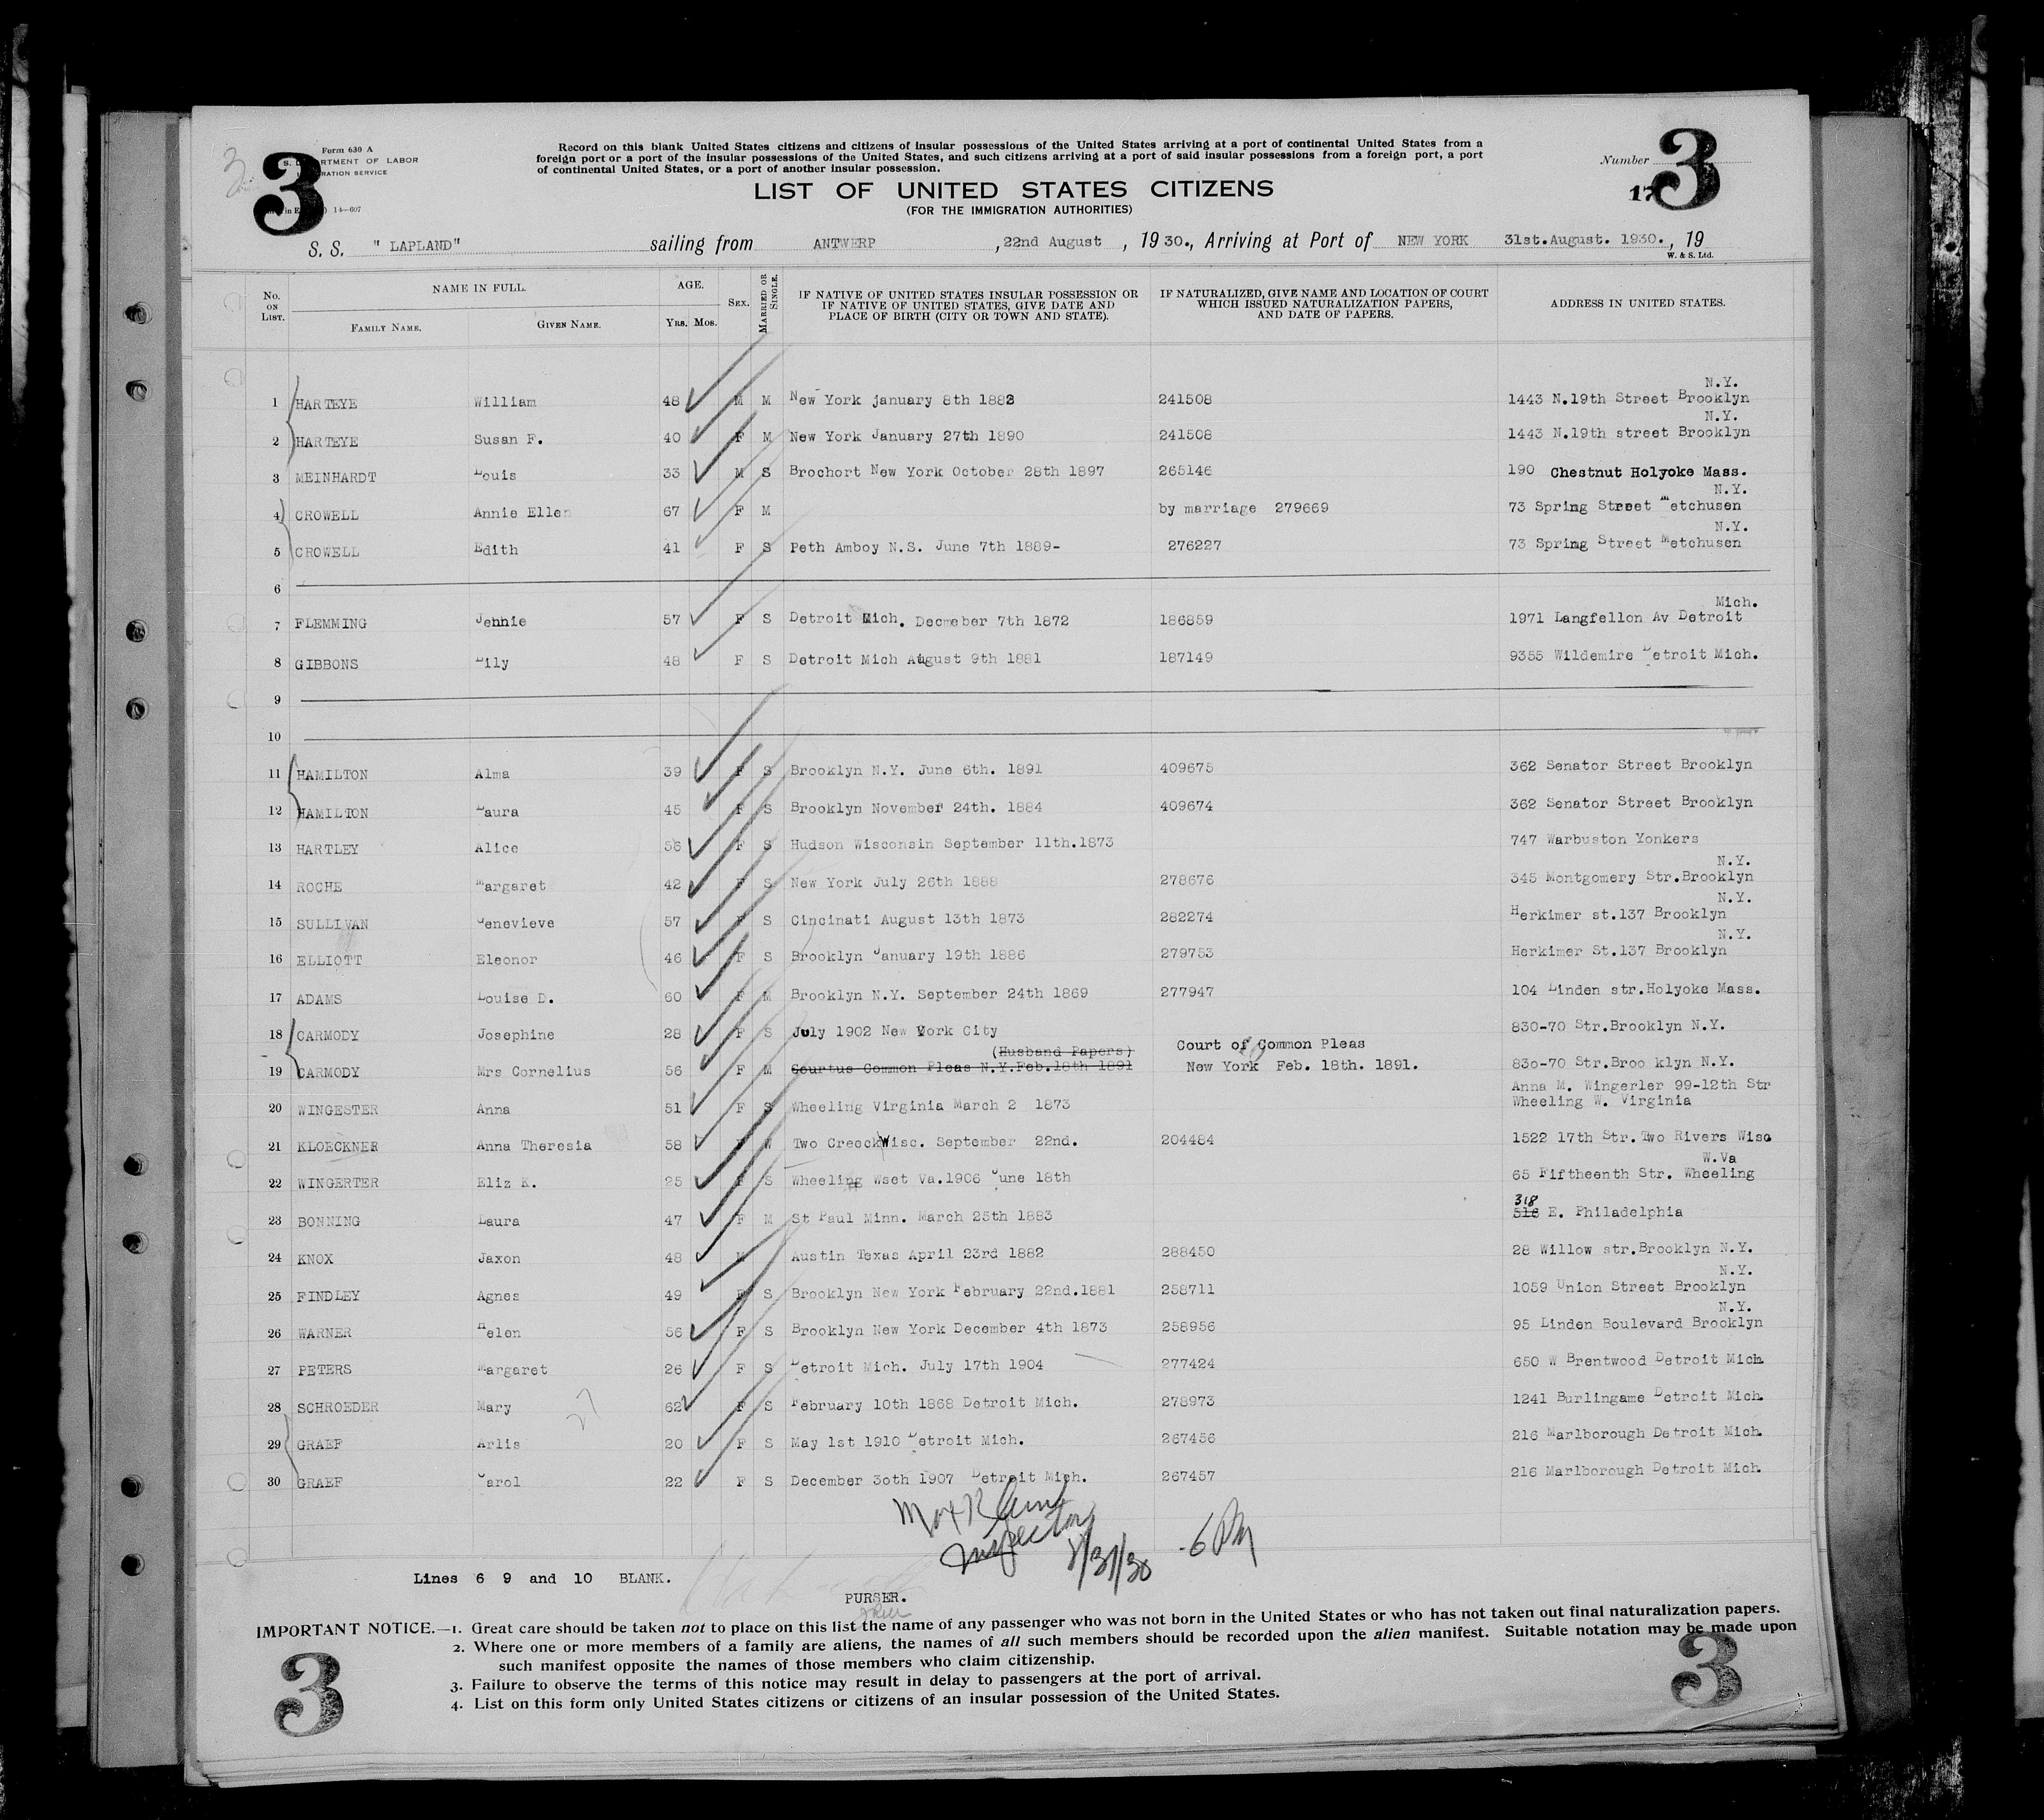 3
Form 630 A
RTMENT OF LABOR
RATION SERVICE
14—607
Record on this blank United States citizens and citizens of insular possessions of the United States arriving at a port of continental United States from a
foreign port or a port of the insular possessions of the United States, and such citizens arriving at a port of said insular possessions from a foreign port, a port
of continental United States, or a port of another insular possession.
LIST OF UNITED STATES CITIZENS
(FOR THE IMMIGRATION AUTHORITIES)
Number 3
17
S. S. " LAPLAND" sailing from ANTWERP , 22nd August , 19 30., Arriving at Port of NEW YORK 31st.August. 1930. , 19
W. & S. Ltd.
No. ON LIST. NAME IN FULL. FAMILY NAME. GIVEN NAME. AGE. YRS. MOS. SEX. MARRIED OR SINGLE. IF NATIVE OF UNITED STATES INSULAR POSSESSION OR IF NATIVE OF UNITED STATES, GIVE DATE AND PLACE OF BIRTH (CITY OR TOWN AND STATE). IF NATURALIZED, GIVE NAME AND LOCATION OF COURT WHICH ISSUED NATURALIZATION PAPERS, AND DATE OF PAPERS. ADDRESS IN UNITED STATES.
N.Y.
1 HARTEYE William 48 M M New York january 8th 1882 241508 1443 N.19th Street Brooklyn
N.Y.
2 HARTEYE Susan F. 40 F M New York January 27th 1890 241508 1443 N.19th street Brooklyn
3 MEINHARDT Louis 33 M S Brochort New York October 28th 1897 265146 190 Chestnut Holyoke Mass.
N.Y.
4 CROWELL Annie Ellen 67 F M by marriage 279669 73 Spring Street Metchusen
N.Y.
5 CROWELL Edith 41 F S Peth Amboy N.S. June 7th 1889- 276227 73 Spring Street Metchusen
6
Mich.
7 FLEMMING Jennie 57 F S Detroit Mich. Decmeber 7th 1872 186859 1971 Langfellon Av Detroit
8 GIBBONS Lily 48 F S Detroit Mich August 9th 1881 187149 9355 Wildemire Detroit Mich.
9
10
11 HAMILTON Alma 39 F S Brooklyn N.Y. June 6th. 1891 409675 362 Senator Street Brooklyn
12 HAMILTON Laura 45 F S Brooklyn November 24th. 1884 409674 362 Senator Street Brooklyn
13 HARTLEY Alice 56 F S Hudson Wisconsin September 11th.1873 747 Warbuston Yonkers
N.Y.
14 ROCHE Margaret 42 F S New York July 26th 1888 278676 345 Montgomery Str.Brooklyn
N.Y.
15 SULLIVAN Genevieve 57 F S Cincinati August 13th 1873 282274 Herkimer st.137 Brooklyn
N.Y.
16 ELLIOTT Eleonor 46 F S Brooklyn January 19th 1886 279753 Herkimer St.137 Brooklyn
17 ADAMS Louise D. 60 F M Brooklyn N.Y. September 24th 1869 277947 104 Linden str.Holyoke Mass.
18 CARMODY Josephine 28 F S July 1902 New York City 830-70 Str.Brooklyn N.Y.
(Husband Papers) Court of Common Pleas
19 CARMODY Mrs Cornelius 56 F M Courtus Common Pleas N.Y.Feb.18th 1891 New York Feb. 18th. 1891. 83o-70 Str.Broo klyn N.Y.
Anna M. Wingerler 99-12th Str
20 WINGESTER Anna 51 F S Wheeling Virginia March 2 1873 Wheeling W. Virginia
21 KLOECKNER Anna Theresia 58 F W Two Creeck Wisc. September 22nd. 204484 1522 17th Str. Two Rivers Wisc
W.Va
22 WINGERTER Eliz K. 25 F S Wheeling Wset Va.1906 June 18th 65 Fiftheenth Str. Wheeling
318
23 BONNING Laura 47 F M St Paul Minn. March 25th 1883 518 E. Philadelphia
24 KNOX Jaxon 48 M Austin Texas April 23rd 1882 288450 28 Willow str.Brooklyn N.Y.
N.Y.
25 FINDLEY Agnes 49 F S Brooklyn New York February 22nd.1881 258711 1059 Union Street Brooklyn
N.Y.
26 WARNER Helen 56 F S Brooklyn New York December 4th 1873 258956 95 Linden Boulevard Brooklyn
27 PETERS Margaret 26 F S Detroit Mich. July 17th 1904 277424 650 W Brentwood Detroit Mich
28 SCHROEDER Mary 62 F S February 10th 1868 Detroit Mich. 278973 1241 Burlingame Detroit Mich.
29 GRAEF Arlis 20 F S May 1st 1910 Detroit Mich. 267456 216 Marlborough Detroit Mich.
30 GRAEF Carol 22 F S December 3oth 1907 Detroit Mich. 267457 216 Marlborough Detroit Mich.
Inspector 8/31/30 -6 PM
Lines 6 9 and 10 BLANK.
PURSER.
IMPORTANT NOTICE.—1. Great care should be taken not to place on this list the name of any passenger who was not born in the United States or who has not taken out final naturalization papers.
2. Where one or more members of a family are aliens, the names of all such members should be recorded upon the alien manifest. Suitable notation may be made upon
such manifest opposite the names of those members who claim citizenship.
3. Failure to observe the terms of this notice may result in delay to passengers at the port of arrival.
4. List on this form only United States citizens or citizens of an insular possession of the United States.
3 3